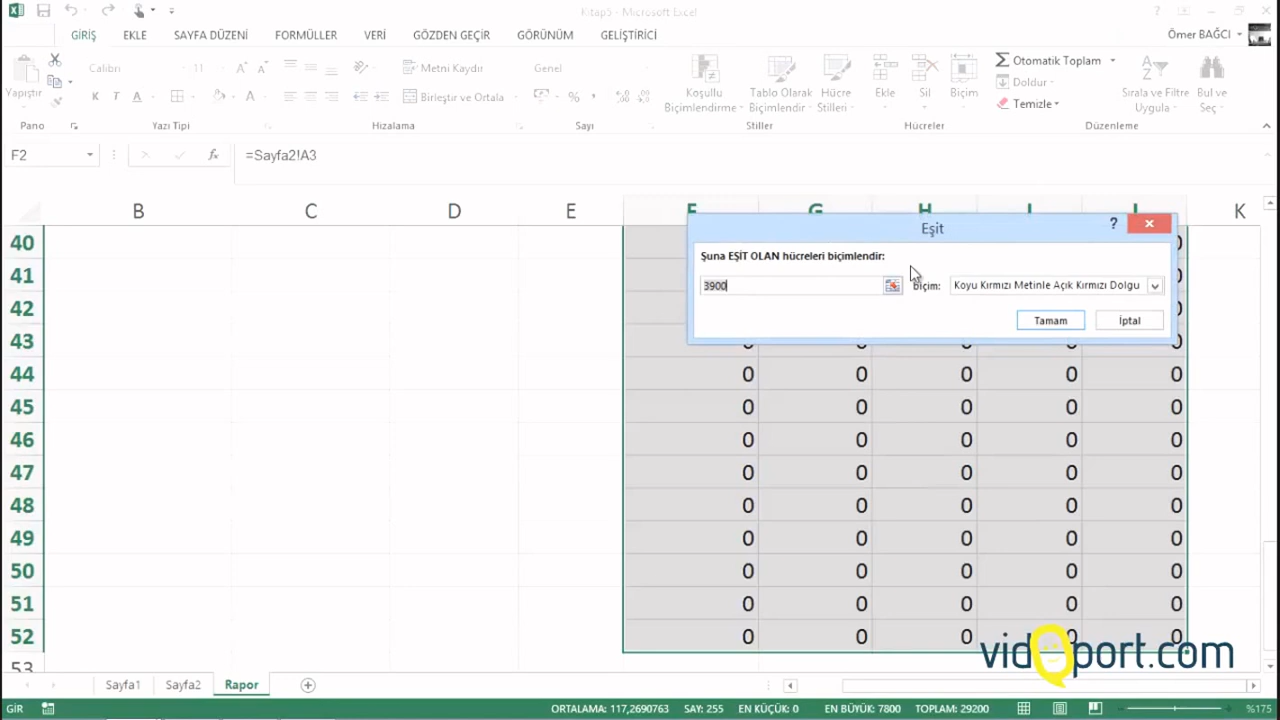 Kitap5 - Microsoft Excel
GİRİŞ EKLE SAYFA DÜZENİ FORMÜLLER VERİ GÖZDEN GEÇİR GÖRÜNÜM GELİŞTİRİCİ Ömer BAĞCI
Yapıştır
Calibri 11
K T A
Metni Kaydır
Birleştir ve Ortala
Genel
Koşullu Biçimlendirme
Tablo Olarak Biçimlendir
Hücre Stilleri
Ekle
Sil
Biçim
Otomatik Toplam
Doldur
Temizle
Sırala ve Filtre Uygula
Bul ve Seç
Pano Yazı Tipi Hizalama Sayı Stiller Hücreler Düzenleme
F2 fx =Sayfa2!A3
B C D E F G H I J K
Eşit
?
Şuna EŞİT OLAN hücreleri biçimlendir:
3900 Biçim: Koyu Kırmızı Metinle Açık Kırmızı Dolgu
Tamam İptal
40 0
41 0
42 0
43 0 0 0 0 0
44 0 0 0 0 0
45 0 0 0 0 0
46 0 0 0 0 0
47 0 0 0 0 0
48 0 0 0 0 0
49 0 0 0 0 0
50 0 0 0 0 0
51 0 0 0 0 0
52 0 0 0 0 0
53
vidoport.com
Sayfa1 Sayfa2 Rapor
GİR ORTALAMA: 117,2690763 SAY: 255 EN KÜÇÜK: 0 EN BÜYÜK: 7800 TOPLAM: 29200 %175